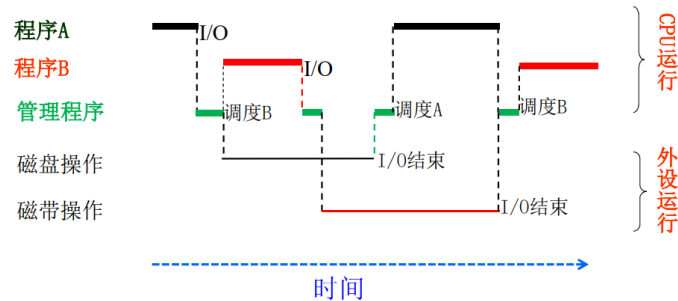 程序A
I/O
程序B
I/O
管理程序
调度B
调度A
调度B
磁盘操作
I/O结束
磁带操作
I/O结束
时间
CPU运行
外设运行